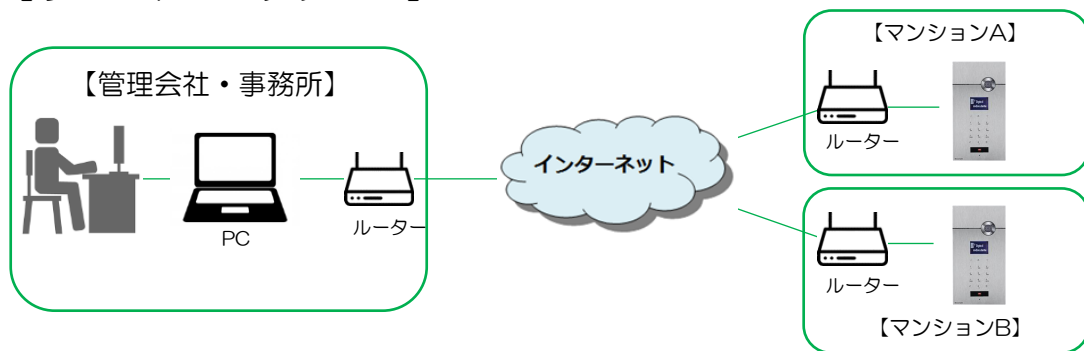 【管理会社・事務所】
PC
ルーター
インターネット
【マンションA】
ルーター
ルーター
【マンションB】